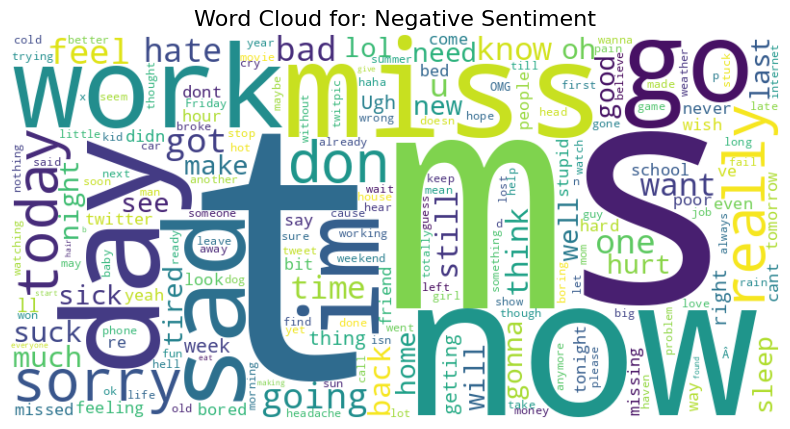 Word Cloud for: Negative Sentiment
cold better year come wanna pain weather internet
trying feel hate bad lol need know oh go last
work miss good believe stuck
x seem thought dont cry movie Ugh haha summer bed u OMG till first made p
Friday maybe twitpic give new people head game never late
hour broke stop hot wrong doesn hope gone wish
little kid didn got don already stupid long fail
nothing said car without
today day make keep mean lost help watch school want ve really
night see next another wait house hear still think well n guy poor job even tomorrow
soon man someone say cause guess one hard always
twitter baby leave away sure working totally something mom hurt cant
watching may hair ready tweet weekend friend boring let
sad t im m S
ll sick yeah look dog bit time left girl show though big love right rain
won start phone tired fun find yet done isn went
suck re week thing now
everyone hell eat sun call back home getting will gonna tonight please anymore missing problem way found Â sleep
much sorry morning making going
missed feeling ok life old bored headache lot take money haven